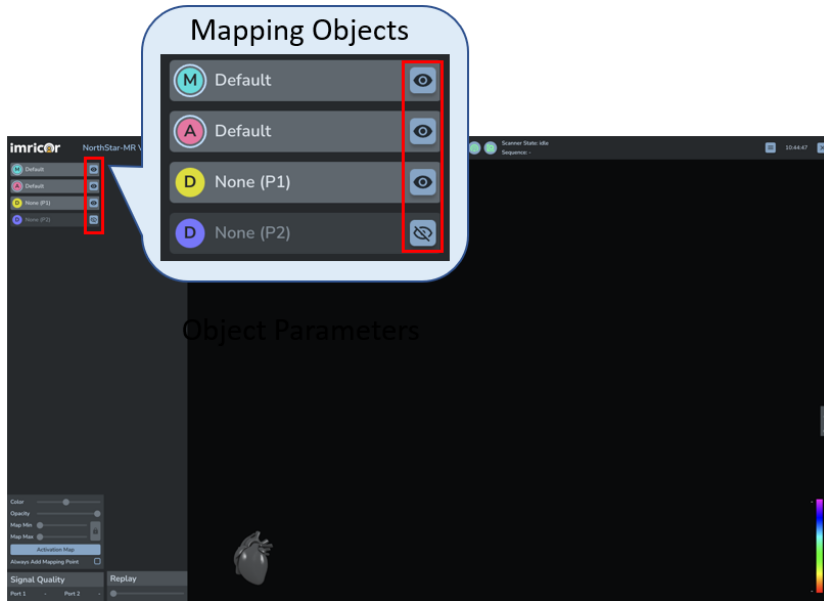 Mapping Objects
M Default
A Default
D None (P1)
D None (P2)
imricor NorthStar-MR
Scanner State: Idle
Sequence: -
10:44:47
M Default
A Default
D None (P1)
D None (P2)
Object Parameters
Color
Opacity
Map Min
Map Max
Activation Map
Always Add Mapping Point
Signal Quality
Replay
Port 1 - Port 2 -